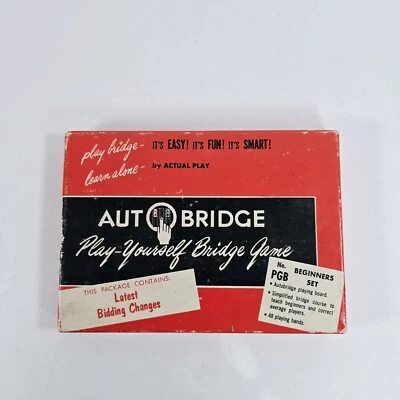 play bridge- IT'S EASY! IT'S FUN! IT'S SMART!
learn alone- by ACTUAL PLAY
AUTOBRIDGE
Play-Yourself Bridge Game
THIS PACKAGE CONTAINS:
Latest
Bidding Changes
No. PGB BEGINNERS SET
• Autobridge playing board.
• Simplified bridge course to
teach beginners and correct
average players.
• 48 playing hands.